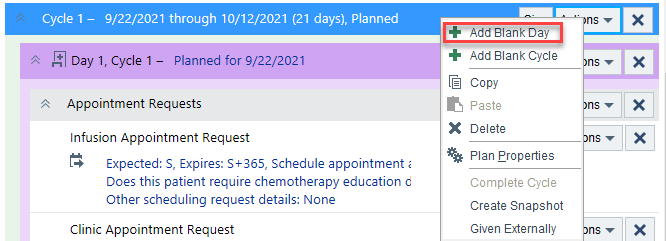 Cycle 1 – 9/22/2021 through 10/12/2021 (21 days), Planned
Actions
Add Blank Day
Add Blank Cycle
Copy
Paste
Delete
Plan Properties
Complete Cycle
Create Snapshot
Given Externally
Day 1, Cycle 1 – Planned for 9/22/2021
Appointment Requests
Infusion Appointment Request
Expected: S, Expires: S+365, Schedule appointment
Does this patient require chemotherapy education
Other scheduling request details: None
Clinic Appointment Request